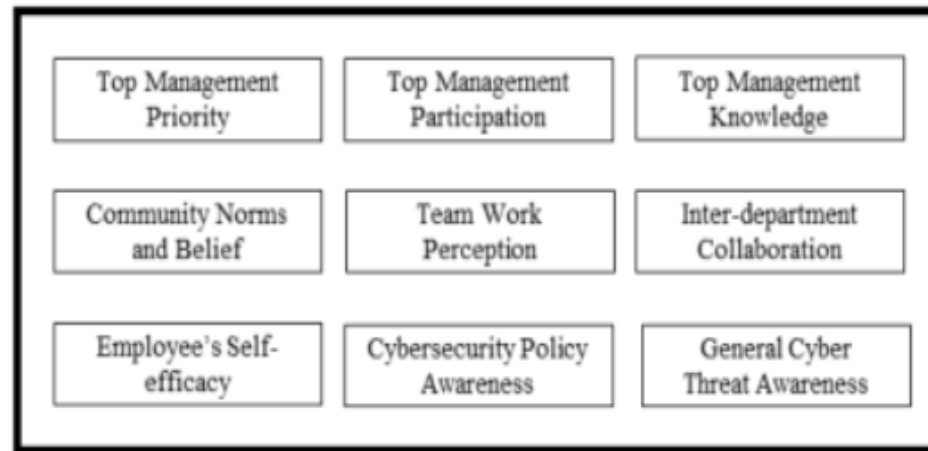 Top Management
Priority
Top Management
Participation
Top Management
Knowledge
Community Norms
and Belief
Team Work
Perception
Inter-department
Collaboration
Employee's Self-
efficacy
Cybersecurity Policy
Awareness
General Cyber
Threat Awareness